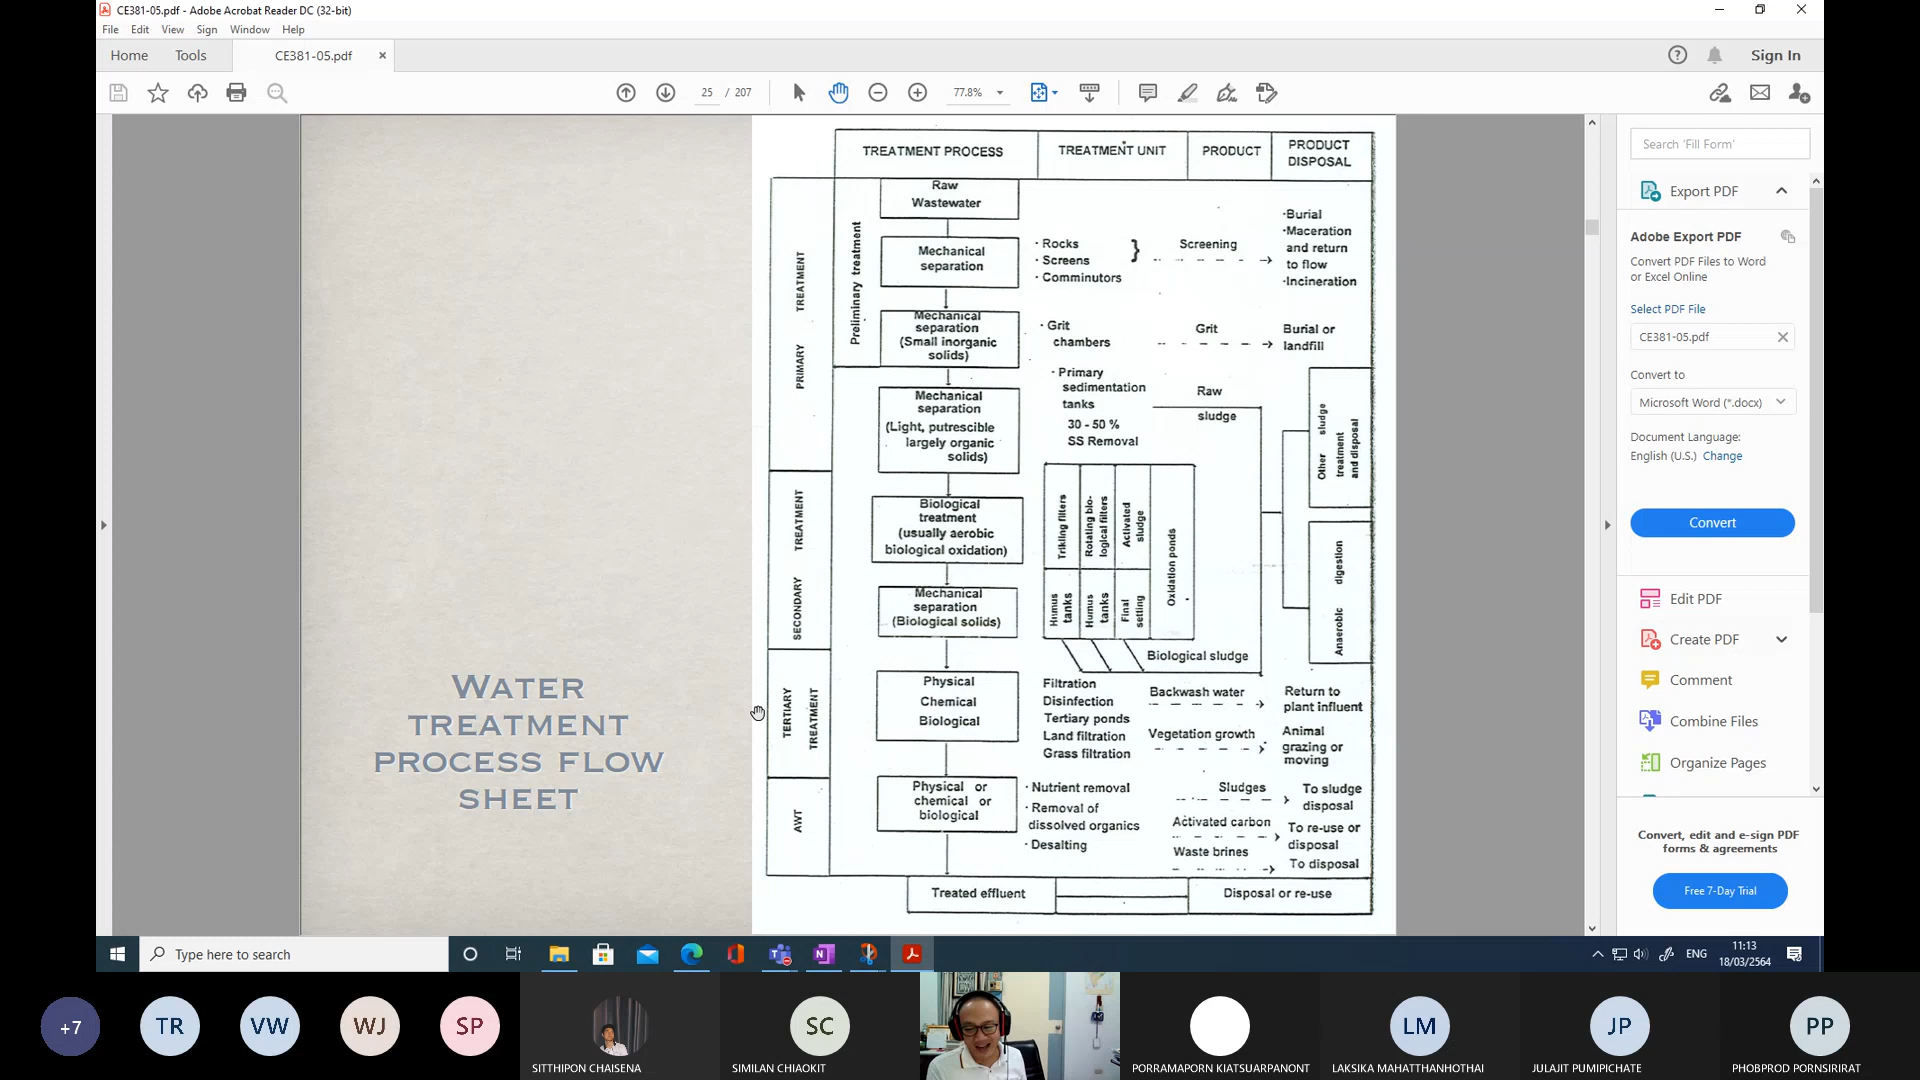 CE381-05.pdf - Adobe Acrobat Reader DC (32-bit)
File Edit View Sign Window Help
Home Tools CE381-05.pdf × Sign In
25 / 207 77.8%
WATER
TREATMENT
PROCESS FLOW
SHEET
TREATMENT PROCESS TREATMENT UNIT PRODUCT PRODUCT DISPOSAL
PRIMARY TREATMENT
Preliminary treatment
Raw
Wastewater
Mechanical
separation
· Rocks
· Screens
· Comminutors
Screening
·Burial
·Maceration
and return
to flow
·Incineration
Mechanical
separation
(Small inorganic
solids)
· Grit
chambers
Grit
Burial or
landfill
Mechanical
separation
(Light, putrescible
largely organic
solids)
· Primary
sedimentation
tanks
30 - 50 %
SS Removal
Raw
sludge
Other sludge
treatment
and disposal
SECONDARY TREATMENT
Biological
treatment
(usually aerobic
biological oxidation)
Trikling filters
Rotating bio-
logical filters
Activated
sludge
Oxidation ponds
Mechanical
separation
(Biological solids)
Humus
tanks
Humus
tanks
Final
setling
Biological sludge
Anaerobic digestion
TERTIARY
TREATMENT
Physical
Chemical
Biological
Filtration
Disinfection
Tertiary ponds
Land filtration
Grass filtration
Backwash water
Return to
plant influent
Vegetation growth
Animal
grazing or
moving
AWT
Physical or
chemical or
biological
· Nutrient removal
· Removal of
dissolved organics
· Desalting
Sludges
To sludge
disposal
Activated carbon
To re-use or
disposal
Waste brines
To disposal
Treated effluent
Disposal or re-use
Search 'Fill Form'
Export PDF
Adobe Export PDF
Convert PDF Files to Word
or Excel Online
Select PDF File
CE381-05.pdf
Convert to
Microsoft Word (*.docx)
Document Language:
English (U.S.) Change
Convert
Edit PDF
Create PDF
Comment
Combine Files
Organize Pages
Convert, edit and e-sign PDF
forms & agreements
Free 7-Day Trial
Type here to search
ENG
11:13
18/03/2564
+7 TR VW WJ SP SC LM JP PP
SITTHIPON CHAISENA SIMILAN CHIAOKIT PORRAMAPORN KIATSUARPANONT LAKSIKA MAHATTHANHOTHAI JULAJIT PUMIPICHATE PHOBPROD PORNSIRIRAT